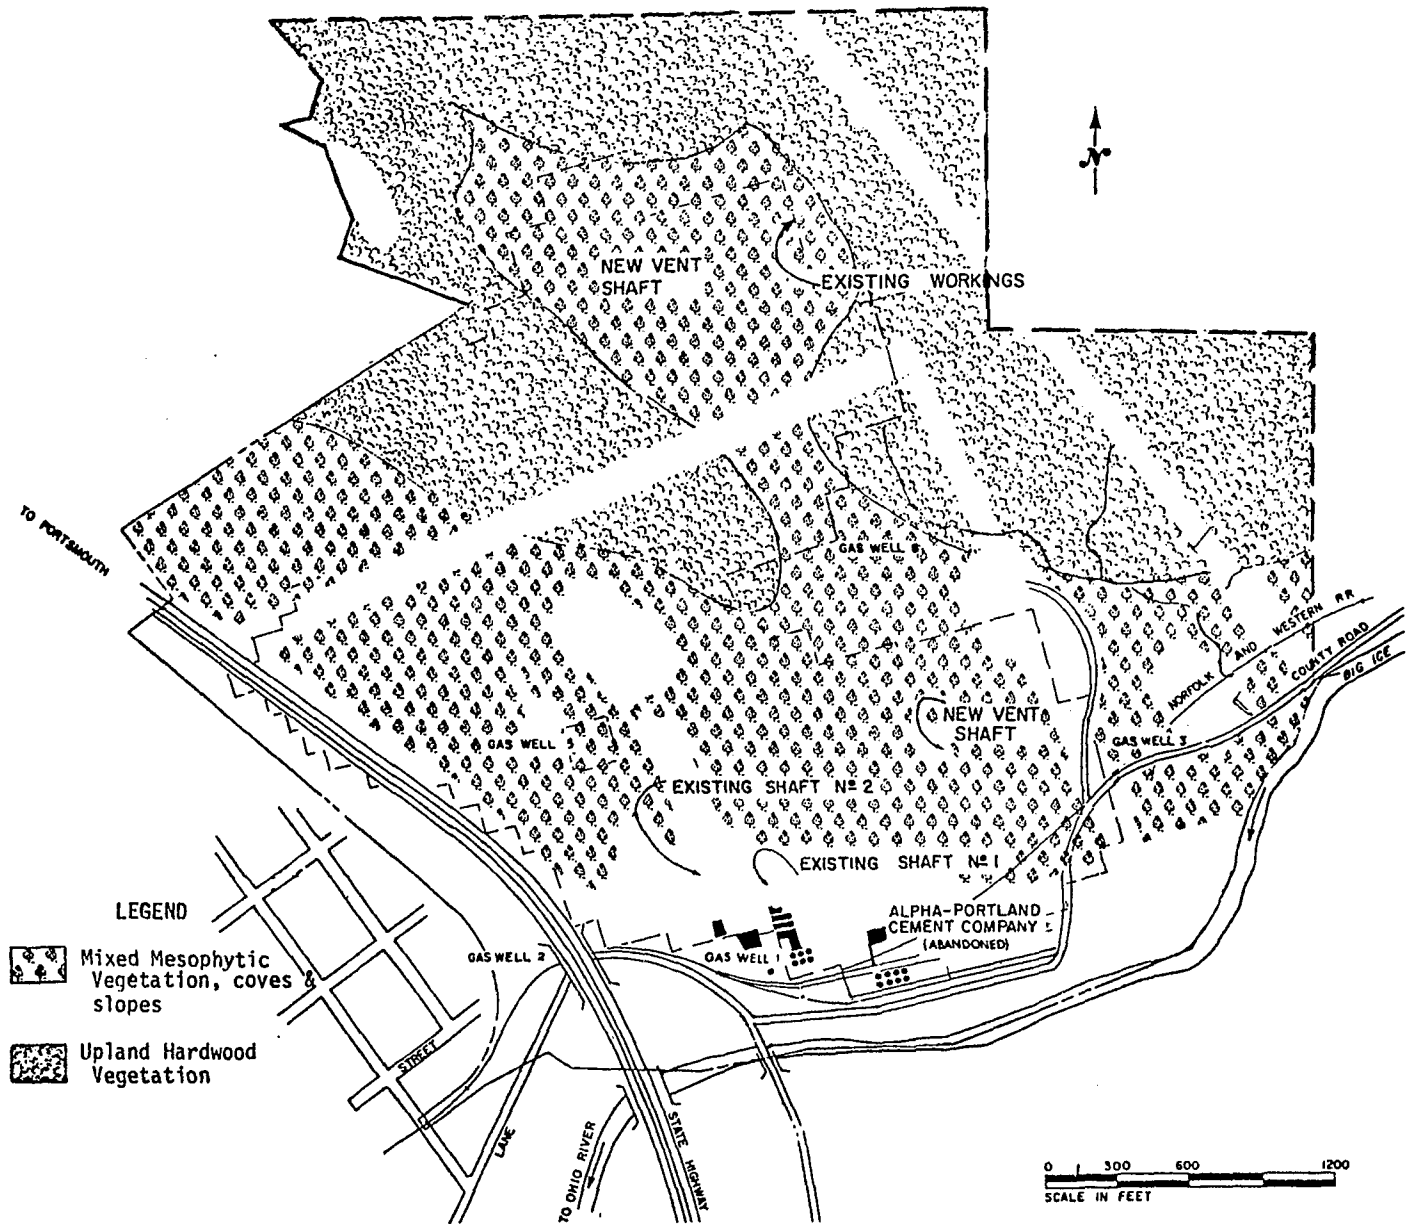 N
NEW VENT
SHAFT
EXISTING WORKINGS
TO PORTSMOUTH
GAS WELL
NORFOLK AND WESTERN RR
COUNTY ROAD
BIG ICE
NEW VENT
SHAFT
GAS WELL 3
GAS WELL
EXISTING SHAFT Nº 2
EXISTING SHAFT Nº 1
LEGEND
Mixed Mesophytic
Vegetation, coves &
slopes
Upland Hardwood
Vegetation
ALPHA-PORTLAND
CEMENT COMPANY
(ABANDONED)
GAS WELL 2
GAS WELL 1
STREET
LANE
TO OHIO RIVER
STATE HIGHWAY
0 300 600 1200
SCALE IN FEET